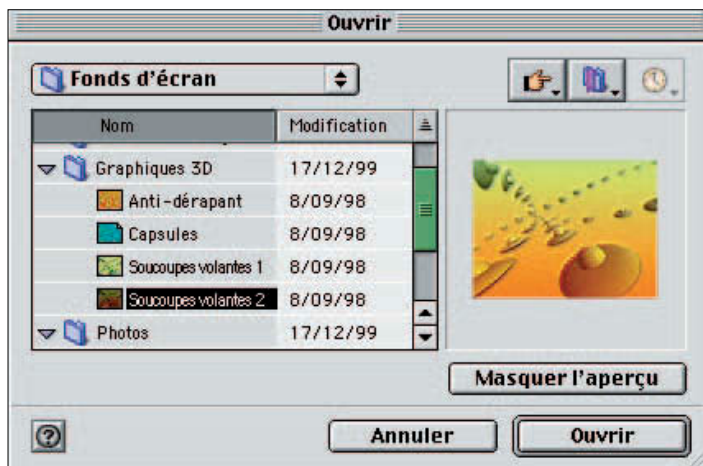 Ouvrir
Fonds d'écran
Nom Modification
Graphiques 3D 17/12/99
Anti-dérapant 8/09/98
Capsules 8/09/98
Soucoupes volantes 1 8/09/98
Soucoupes volantes 2 8/09/98
Photos 17/12/99
Masquer l'aperçu
? Annuler Ouvrir